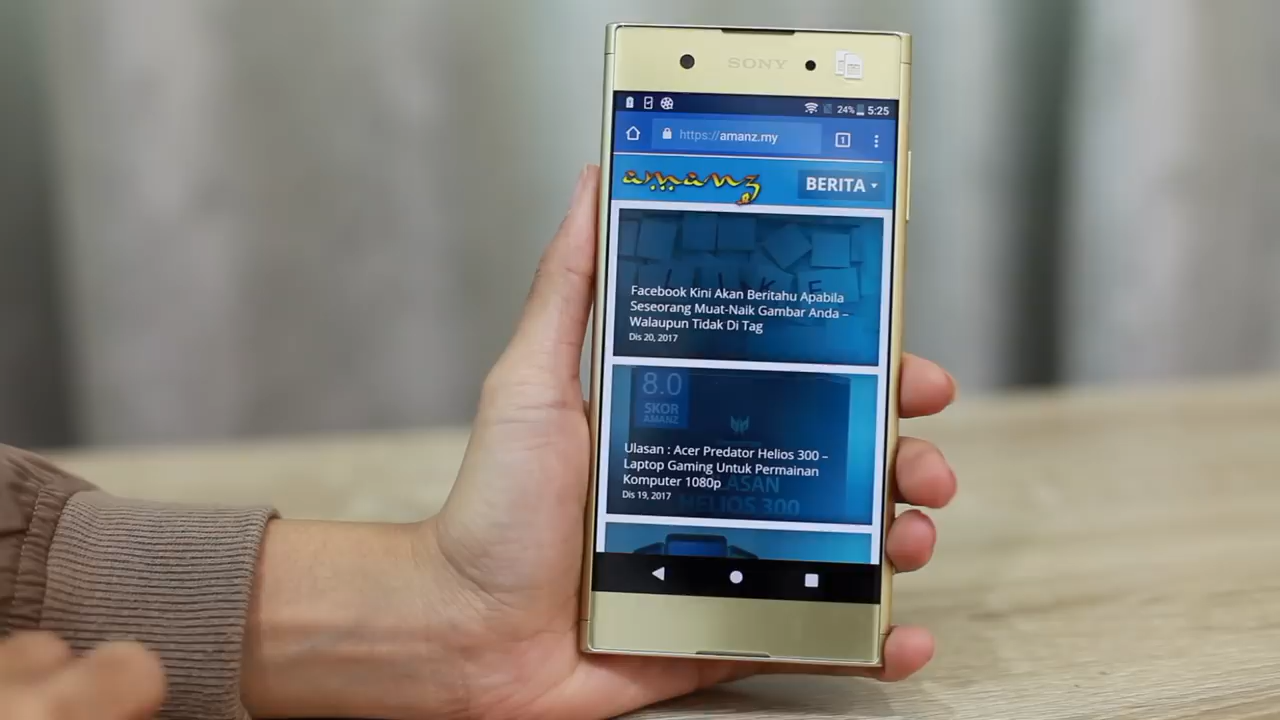 SONY
24% 5:25
https://amanz.my 1
amanz
BERITA
Facebook Kini Akan Beritahu Apabila
Seseorang Muat-Naik Gambar Anda –
Walaupun Tidak Di Tag
Dis 20, 2017
8.0
SKOR
AMANZ
Ulasan : Acer Predator Helios 300 –
Laptop Gaming Untuk Permainan
Komputer 1080p
Dis 19, 2017
HELIOS 300